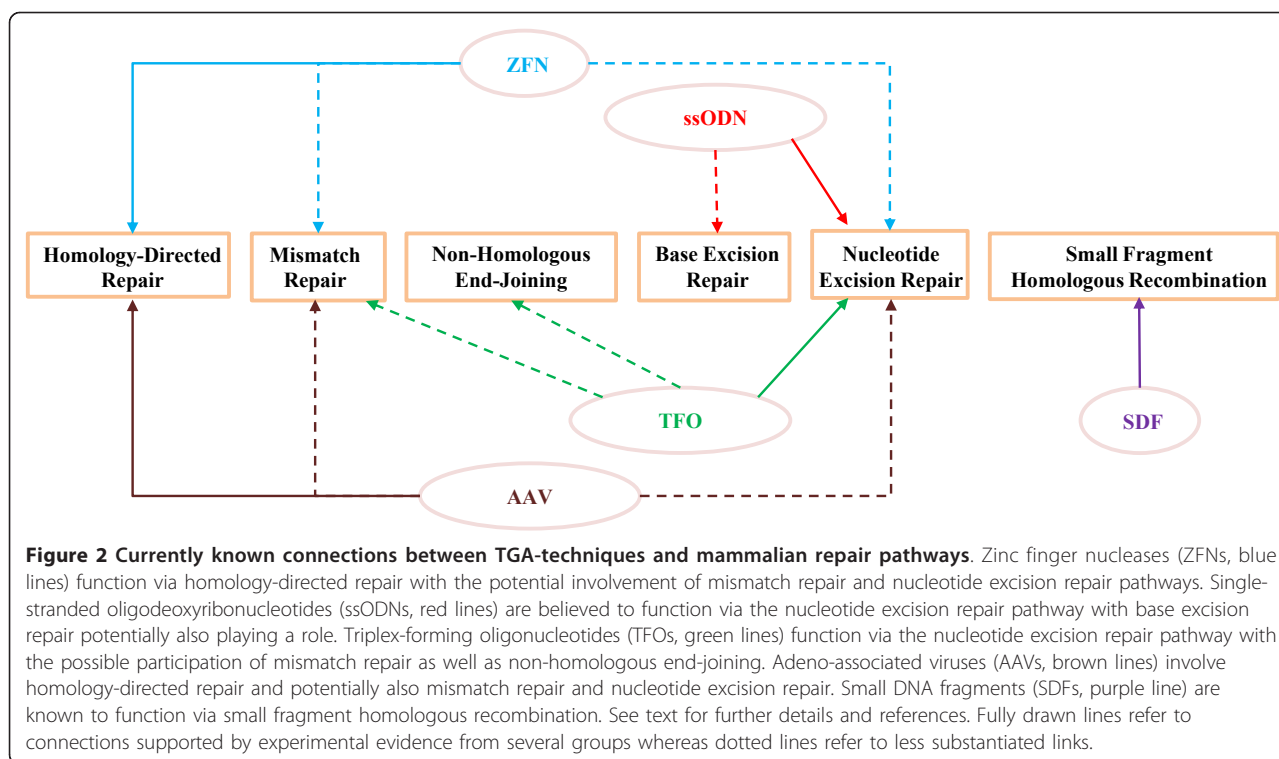 ZFN
ssODN
Homology-Directed
Repair
Mismatch
Repair
Non-Homologous
End-Joining
Base Excision
Repair
Nucleotide
Excision Repair
Small Fragment
Homologous Recombination
TFO
SDF
AAV
Figure 2 Currently known connections between TGA-techniques and mammalian repair pathways. Zinc finger nucleases (ZFNs, blue
lines) function via homology-directed repair with the potential involvement of mismatch repair and nucleotide excision repair pathways. Single-
stranded oligodeoxyribonucleotides (ssODNs, red lines) are believed to function via the nucleotide excision repair pathway with base excision
repair potentially also playing a role. Triplex-forming oligonucleotides (TFOs, green lines) function via the nucleotide excision repair pathway with
the possible participation of mismatch repair as well as non-homologous end-joining. Adeno-associated viruses (AAVs, brown lines) involve
homology-directed repair and potentially also mismatch repair and nucleotide excision repair. Small DNA fragments (SDFs, purple line) are
known to function via small fragment homologous recombination. See text for further details and references. Fully drawn lines refer to
connections supported by experimental evidence from several groups whereas dotted lines refer to less substantiated links.